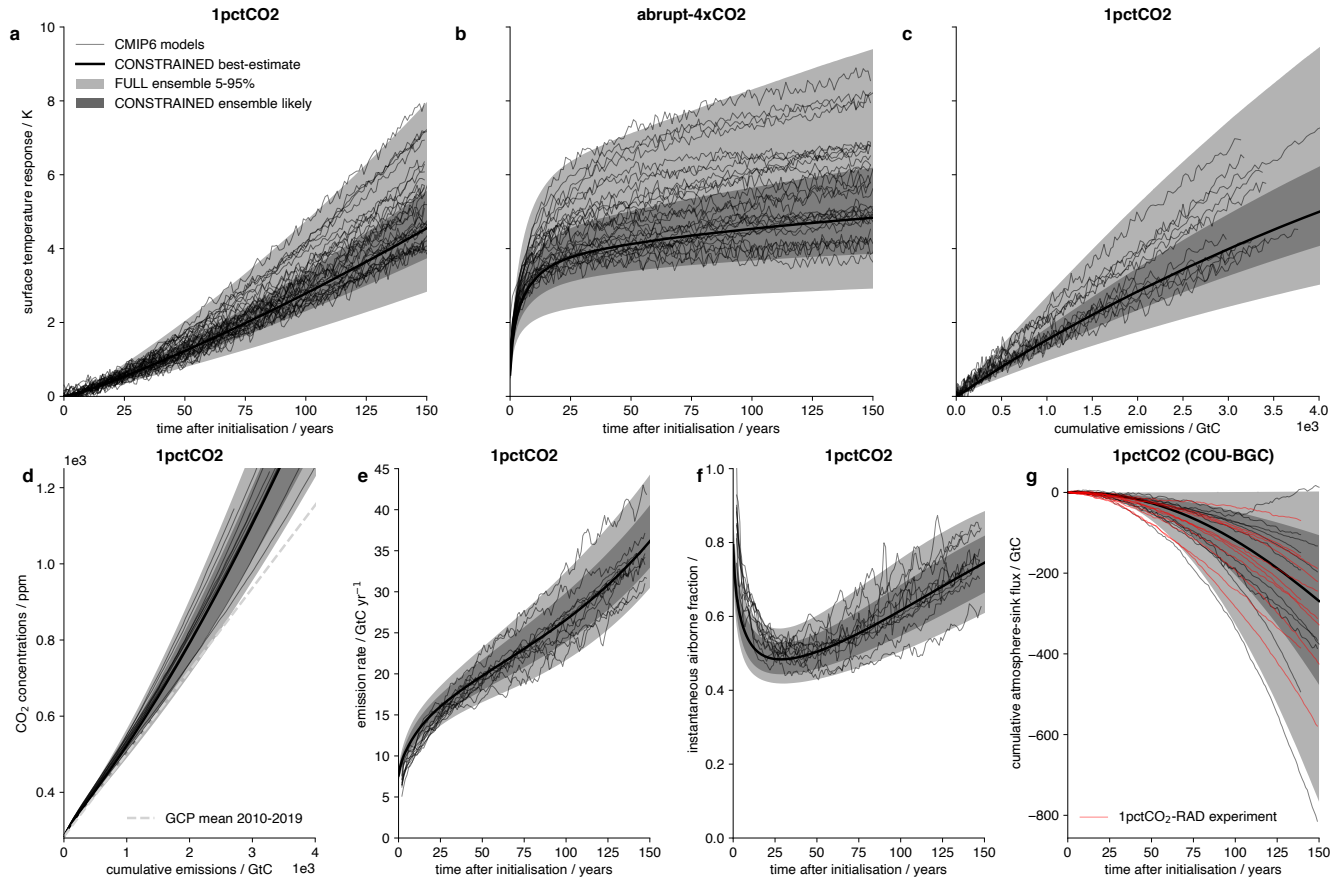 1pctCO2
a
CMIP6 models
CONSTRAINED best-estimate
FULL ensemble 5-95%
CONSTRAINED ensemble likely
surface temperature response / K
10
8
6
4
2
0
0 25 50 75 100 125 150
time after initialisation / years
abrupt-4xCO2
b
0 25 50 75 100 125 150
time after initialisation / years
1pctCO2
c
0.0 0.5 1.0 1.5 2.0 2.5 3.0 3.5 4.0
1e3
cumulative emissions / GtC
1pctCO2
d
1e3
CO₂ concentrations / ppm
1.2
1.0
0.8
0.6
0.4
GCP mean 2010-2019
0 1 2 3 4
1e3
cumulative emissions / GtC
1pctCO2
e
emission rate / GtC yr⁻¹
45
40
35
30
25
20
15
10
5
0
0 25 50 75 100 125 150
time after initialisation / years
1pctCO2
f
instantaneous airborne fraction /
1.0
0.8
0.6
0.4
0.2
0.0
0 25 50 75 100 125 150
time after initialisation / years
1pctCO2 (COU-BGC)
g
cumulative atmosphere-sink flux / GtC
0
−200
−400
−600
−800
1pctCO₂-RAD experiment
0 25 50 75 100 125 150
time after initialisation / years